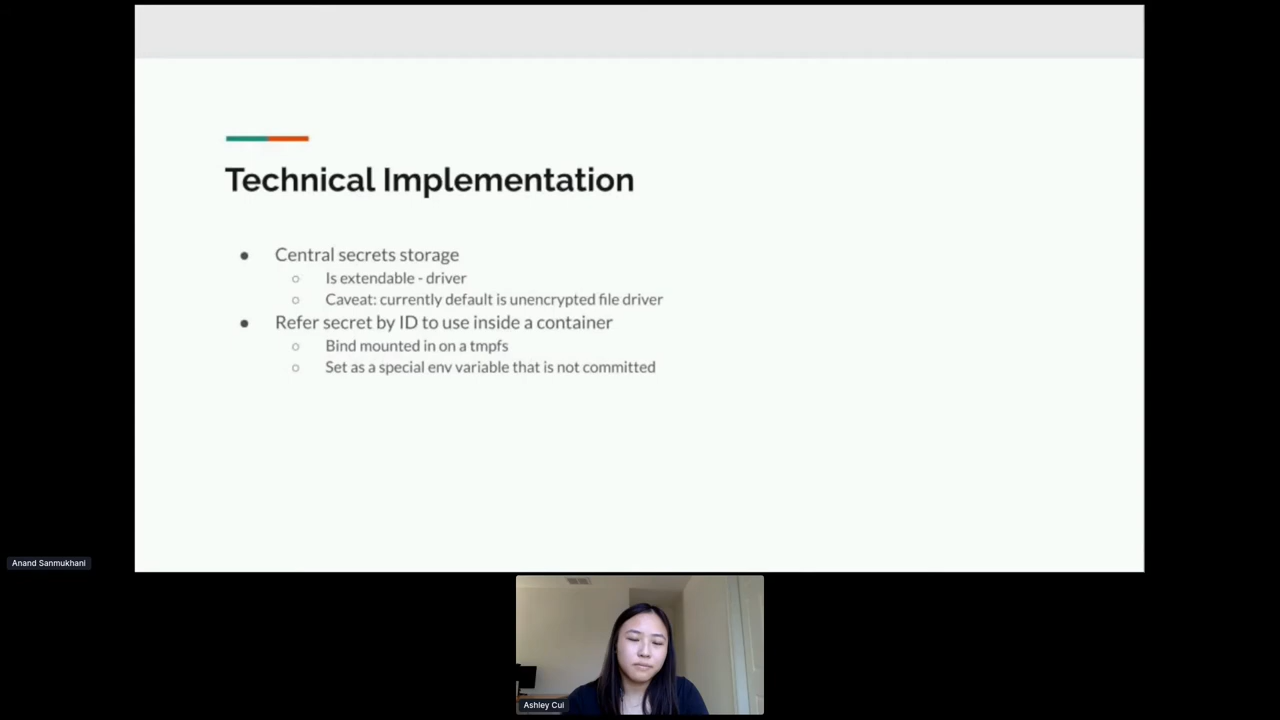 Technical Implementation
● Central secrets storage
○ Is extendable - driver
○ Caveat: currently default is unencrypted file driver
● Refer secret by ID to use inside a container
○ Bind mounted in on a tmpfs
○ Set as a special env variable that is not committed
Anand Sanmukhani
Ashley Cui